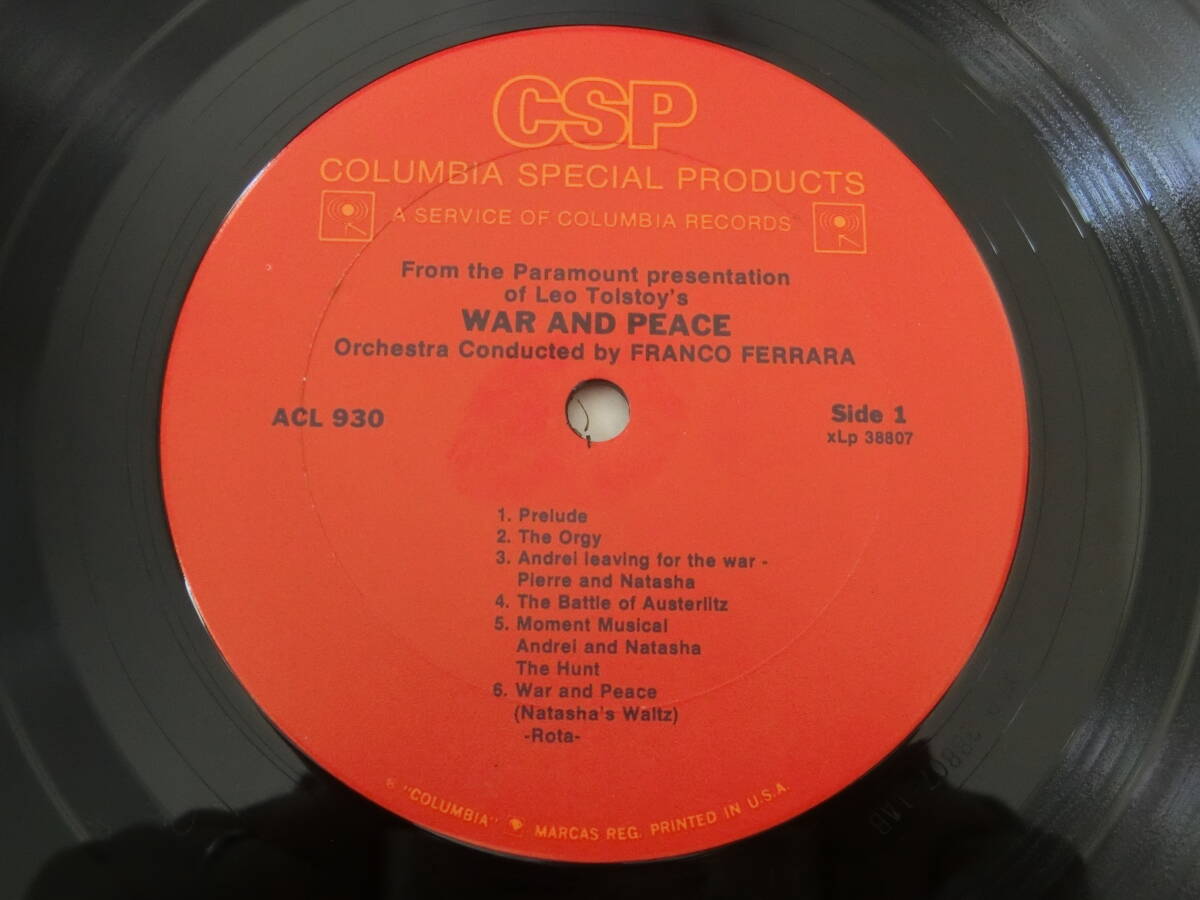 CSP
COLUMBIA SPECIAL PRODUCTS
A SERVICE OF COLUMBIA RECORDS
From the Paramount presentation
of Leo Tolstoy's
WAR AND PEACE
Orchestra Conducted by FRANCO FERRARA
ACL 930
Side 1
xLp 38807
1. Prelude
2. The Orgy
3. Andrei leaving for the war -
Pierre and Natasha
4. The Battle of Austerlitz
5. Moment Musical
Andrei and Natasha
The Hunt
6. War and Peace
(Natasha's Waltz)
-Rota-
"COLUMBIA" MARCAS REG. PRINTED IN U.S.A.